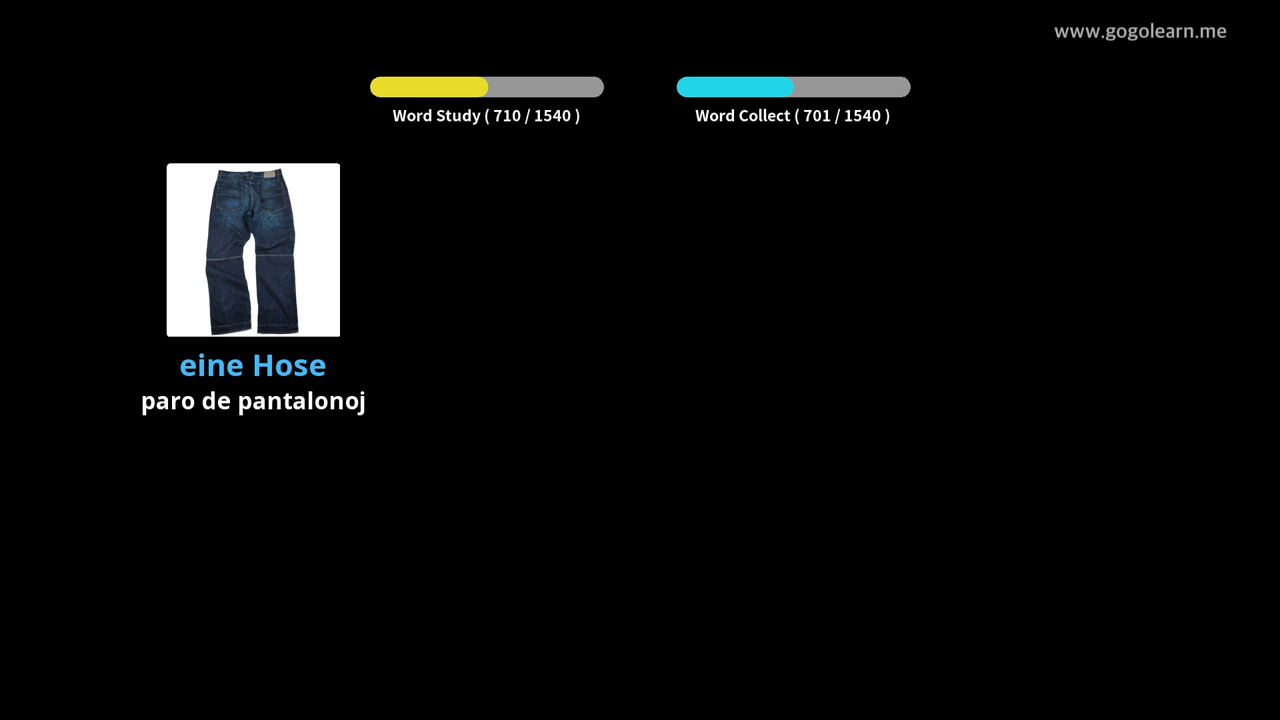 www.gogolearn.me
Word Study ( 710 / 1540 )
Word Collect ( 701 / 1540 )
eine Hose
paro de pantalonoj